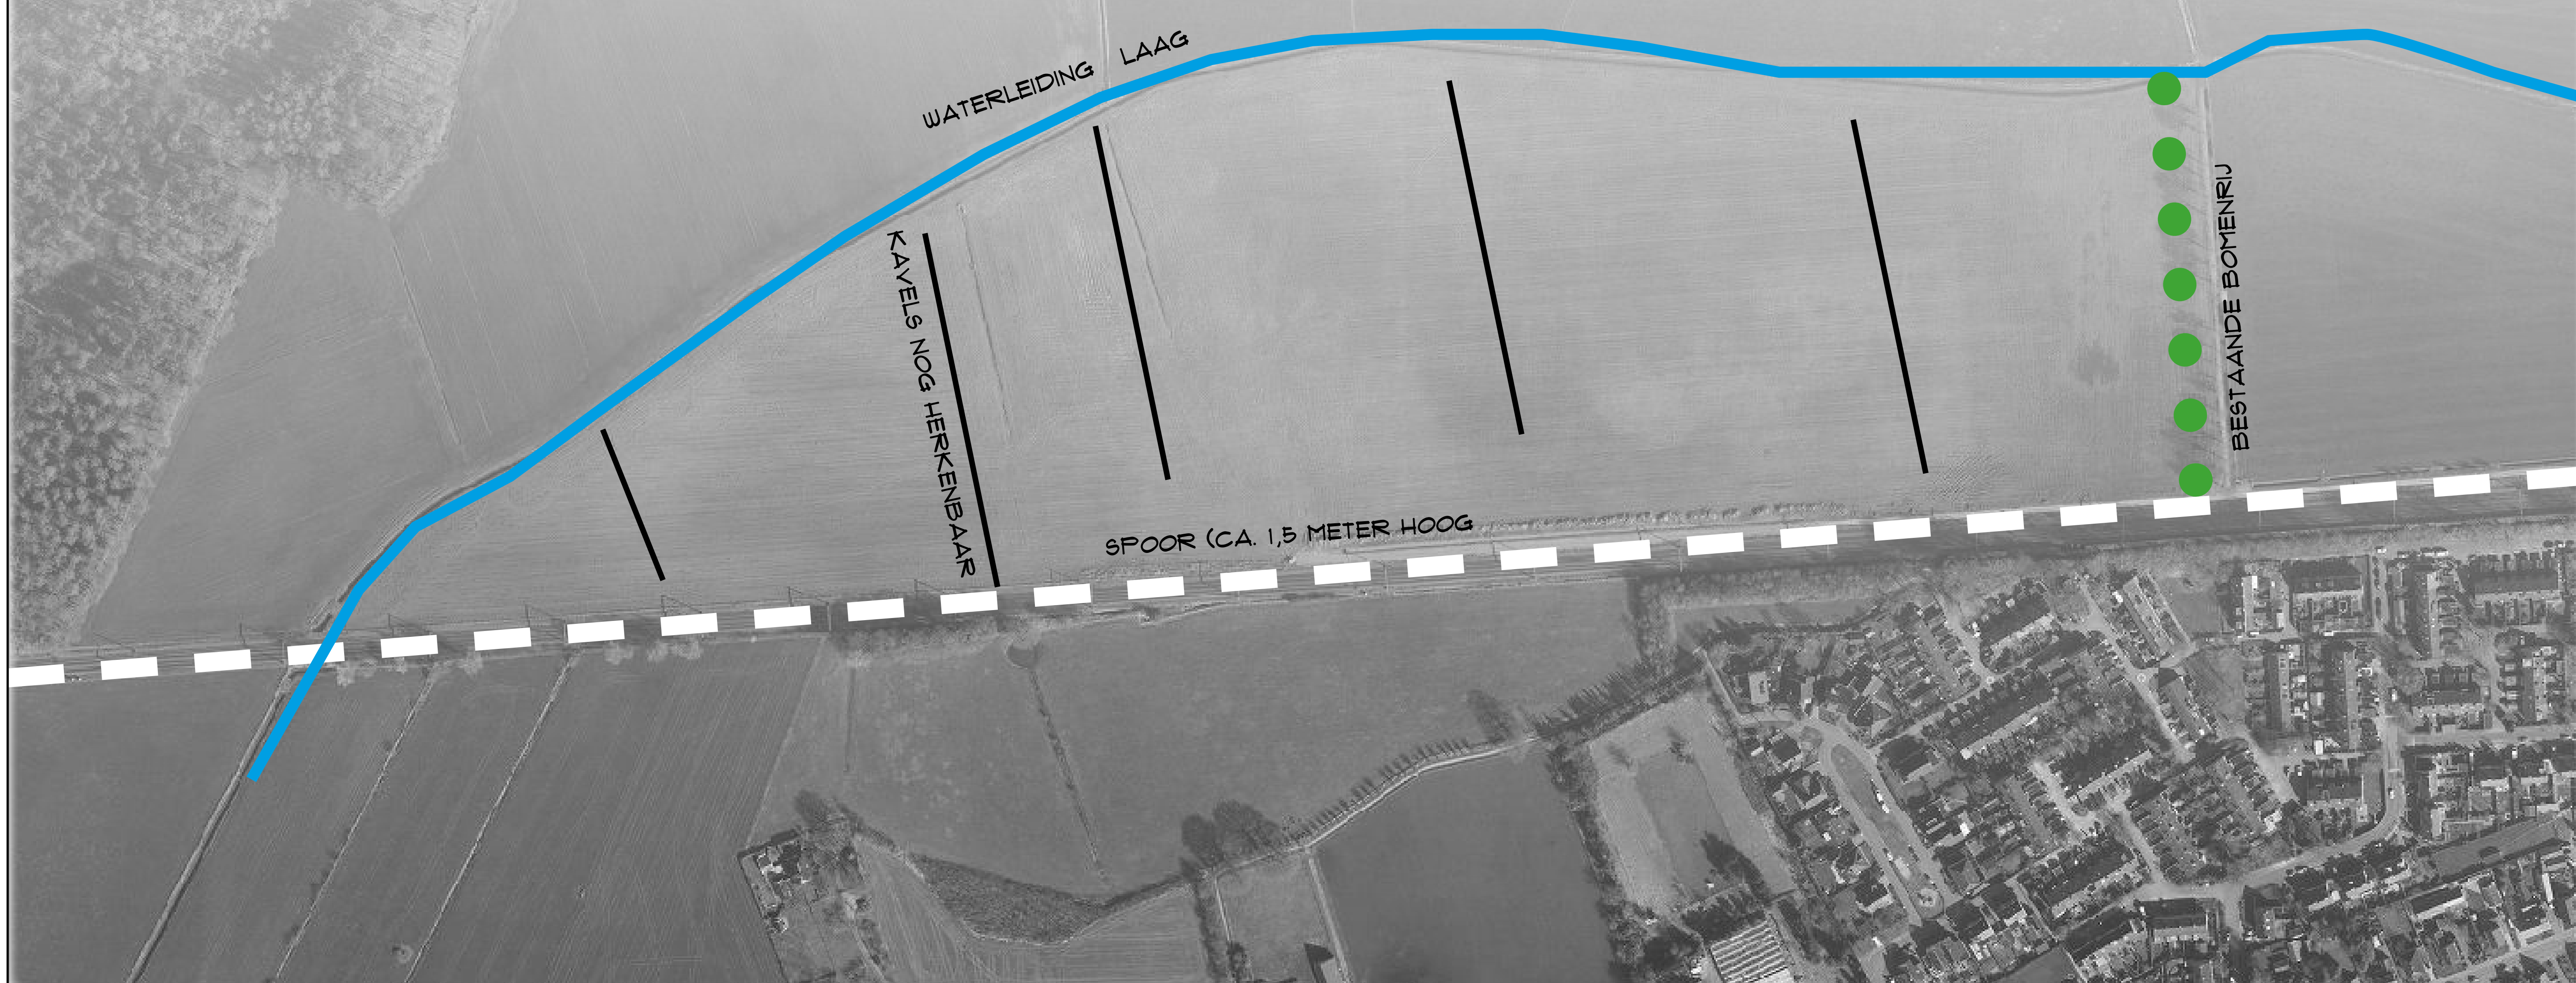 WATERLEIDING LAAG
KAVELS NOG HERKENBAAR
SPOOR (CA. 1,5 METER HOOG
BESTAANDE BOMENRIJ